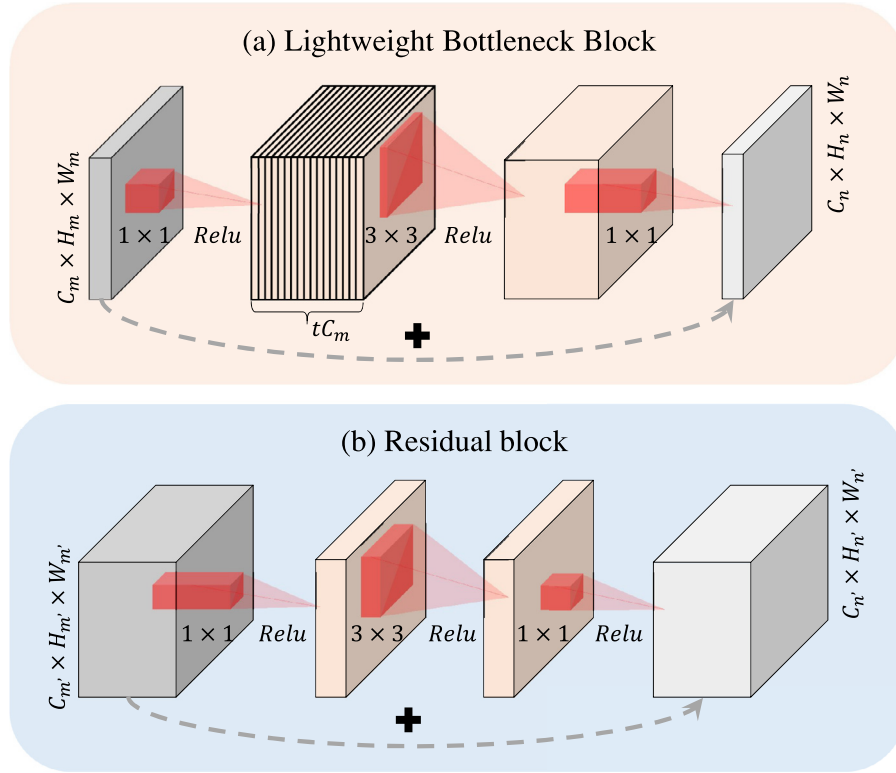 (a) Lightweight Bottleneck Block
C_m × H_m × W_m
1 × 1
Relu
3 × 3
Relu
1 × 1
C_n × H_n × W_n
tC_m
+
(b) Residual block
C_m' × H_m' × W_m'
1 × 1
Relu
3 × 3
Relu
1 × 1
Relu
C_n' × H_n' × W_n'
+